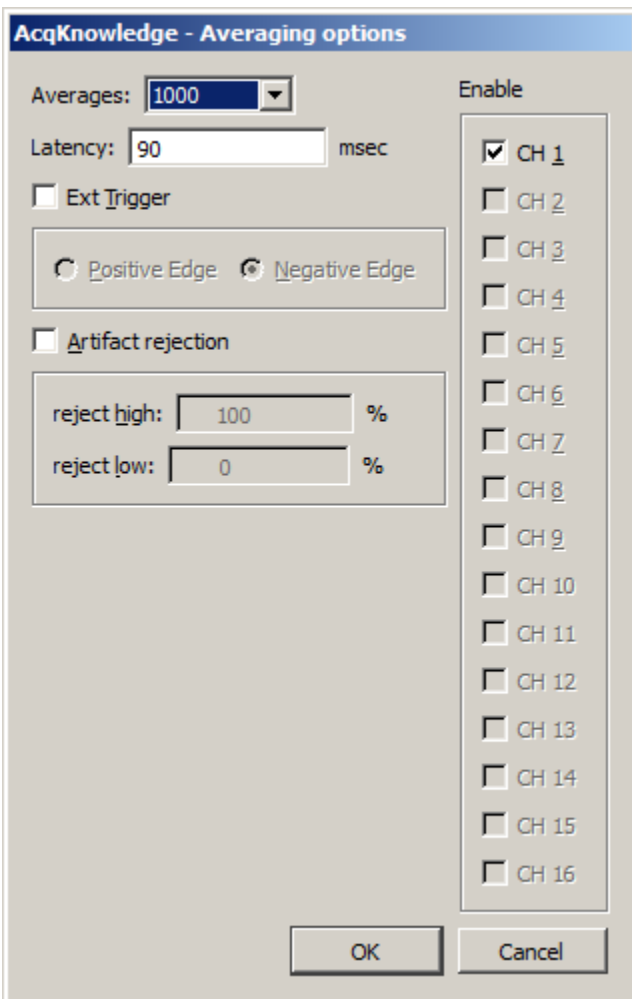 AcqKnowledge - Averaging options
Averages: 1000
Latency: 90 msec
Ext Trigger
Positive Edge Negative Edge
Artifact rejection
reject high: 100 %
reject low: 0 %
Enable
CH 1
CH 2
CH 3
CH 4
CH 5
CH 6
CH 7
CH 8
CH 9
CH 10
CH 11
CH 12
CH 13
CH 14
CH 15
CH 16
OK Cancel